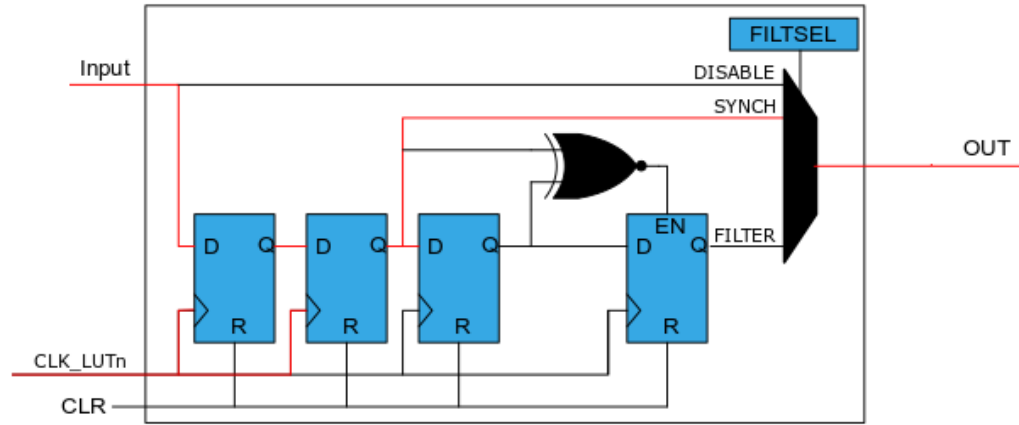 FILTSEL
Input
DISABLE
SYNCH
OUT
EN
D Q
D Q
D Q
D Q
FILTER
R
R
R
R
CLK_LUTn
CLR